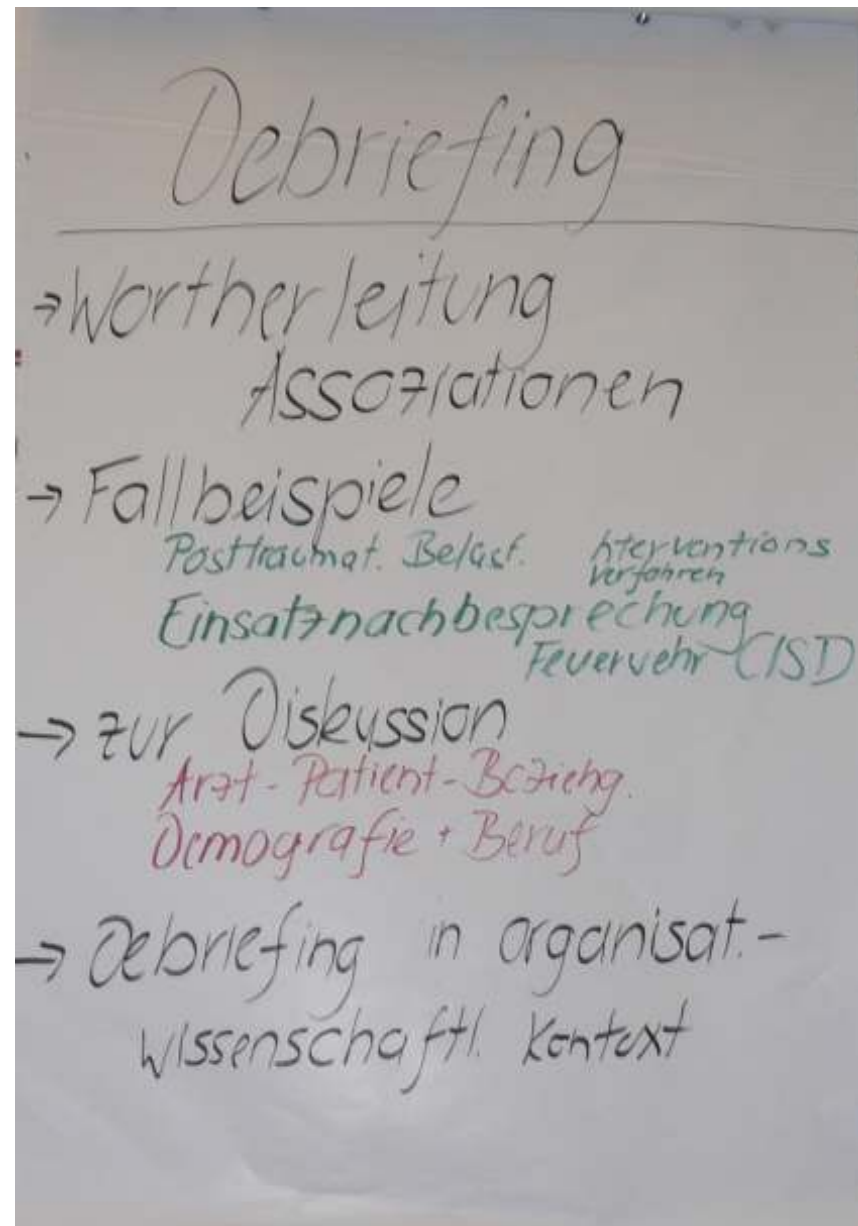 Debriefing
→ Wortherleitung
Assoziationen
→ Fallbeispiele
Posttraumat. Belast. Interventions
verfahren
Einsatznachbesprechung
Feuerwehr CISD
→ zur Diskussion
Arzt-Patient-Beziehg.
Demografie + Beruf
→ Debriefing in organisat.-
wissenschaftl. Kontext